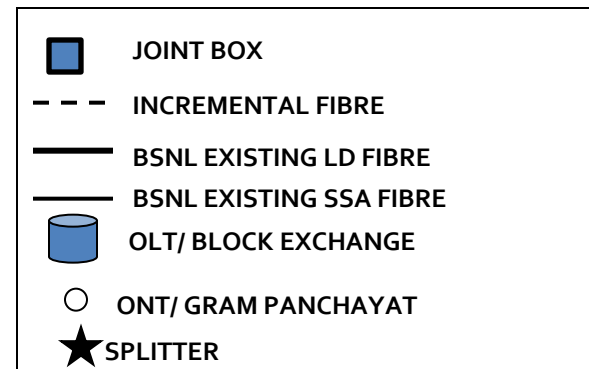 JOINT BOX
INCREMENTAL FIBRE
BSNL EXISTING LD FIBRE
BSNL EXISTING SSA FIBRE
OLT/ BLOCK EXCHANGE
ONT/ GRAM PANCHAYAT
SPLITTER